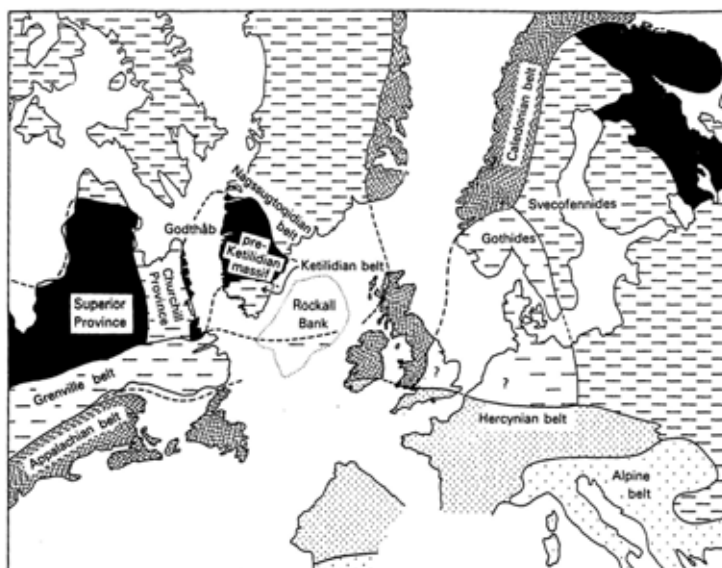 Caledonian belt
Nagssugtoqidian
belt
Svecofennides
Godthåb
Gothides
pre-
Ketilidian
massif
Ketilidian belt
Churchill
Province
Superior
Province
Rockall
Bank
?
?
Grenville belt
Hercynian belt
Appalachian belt
Alpine
belt